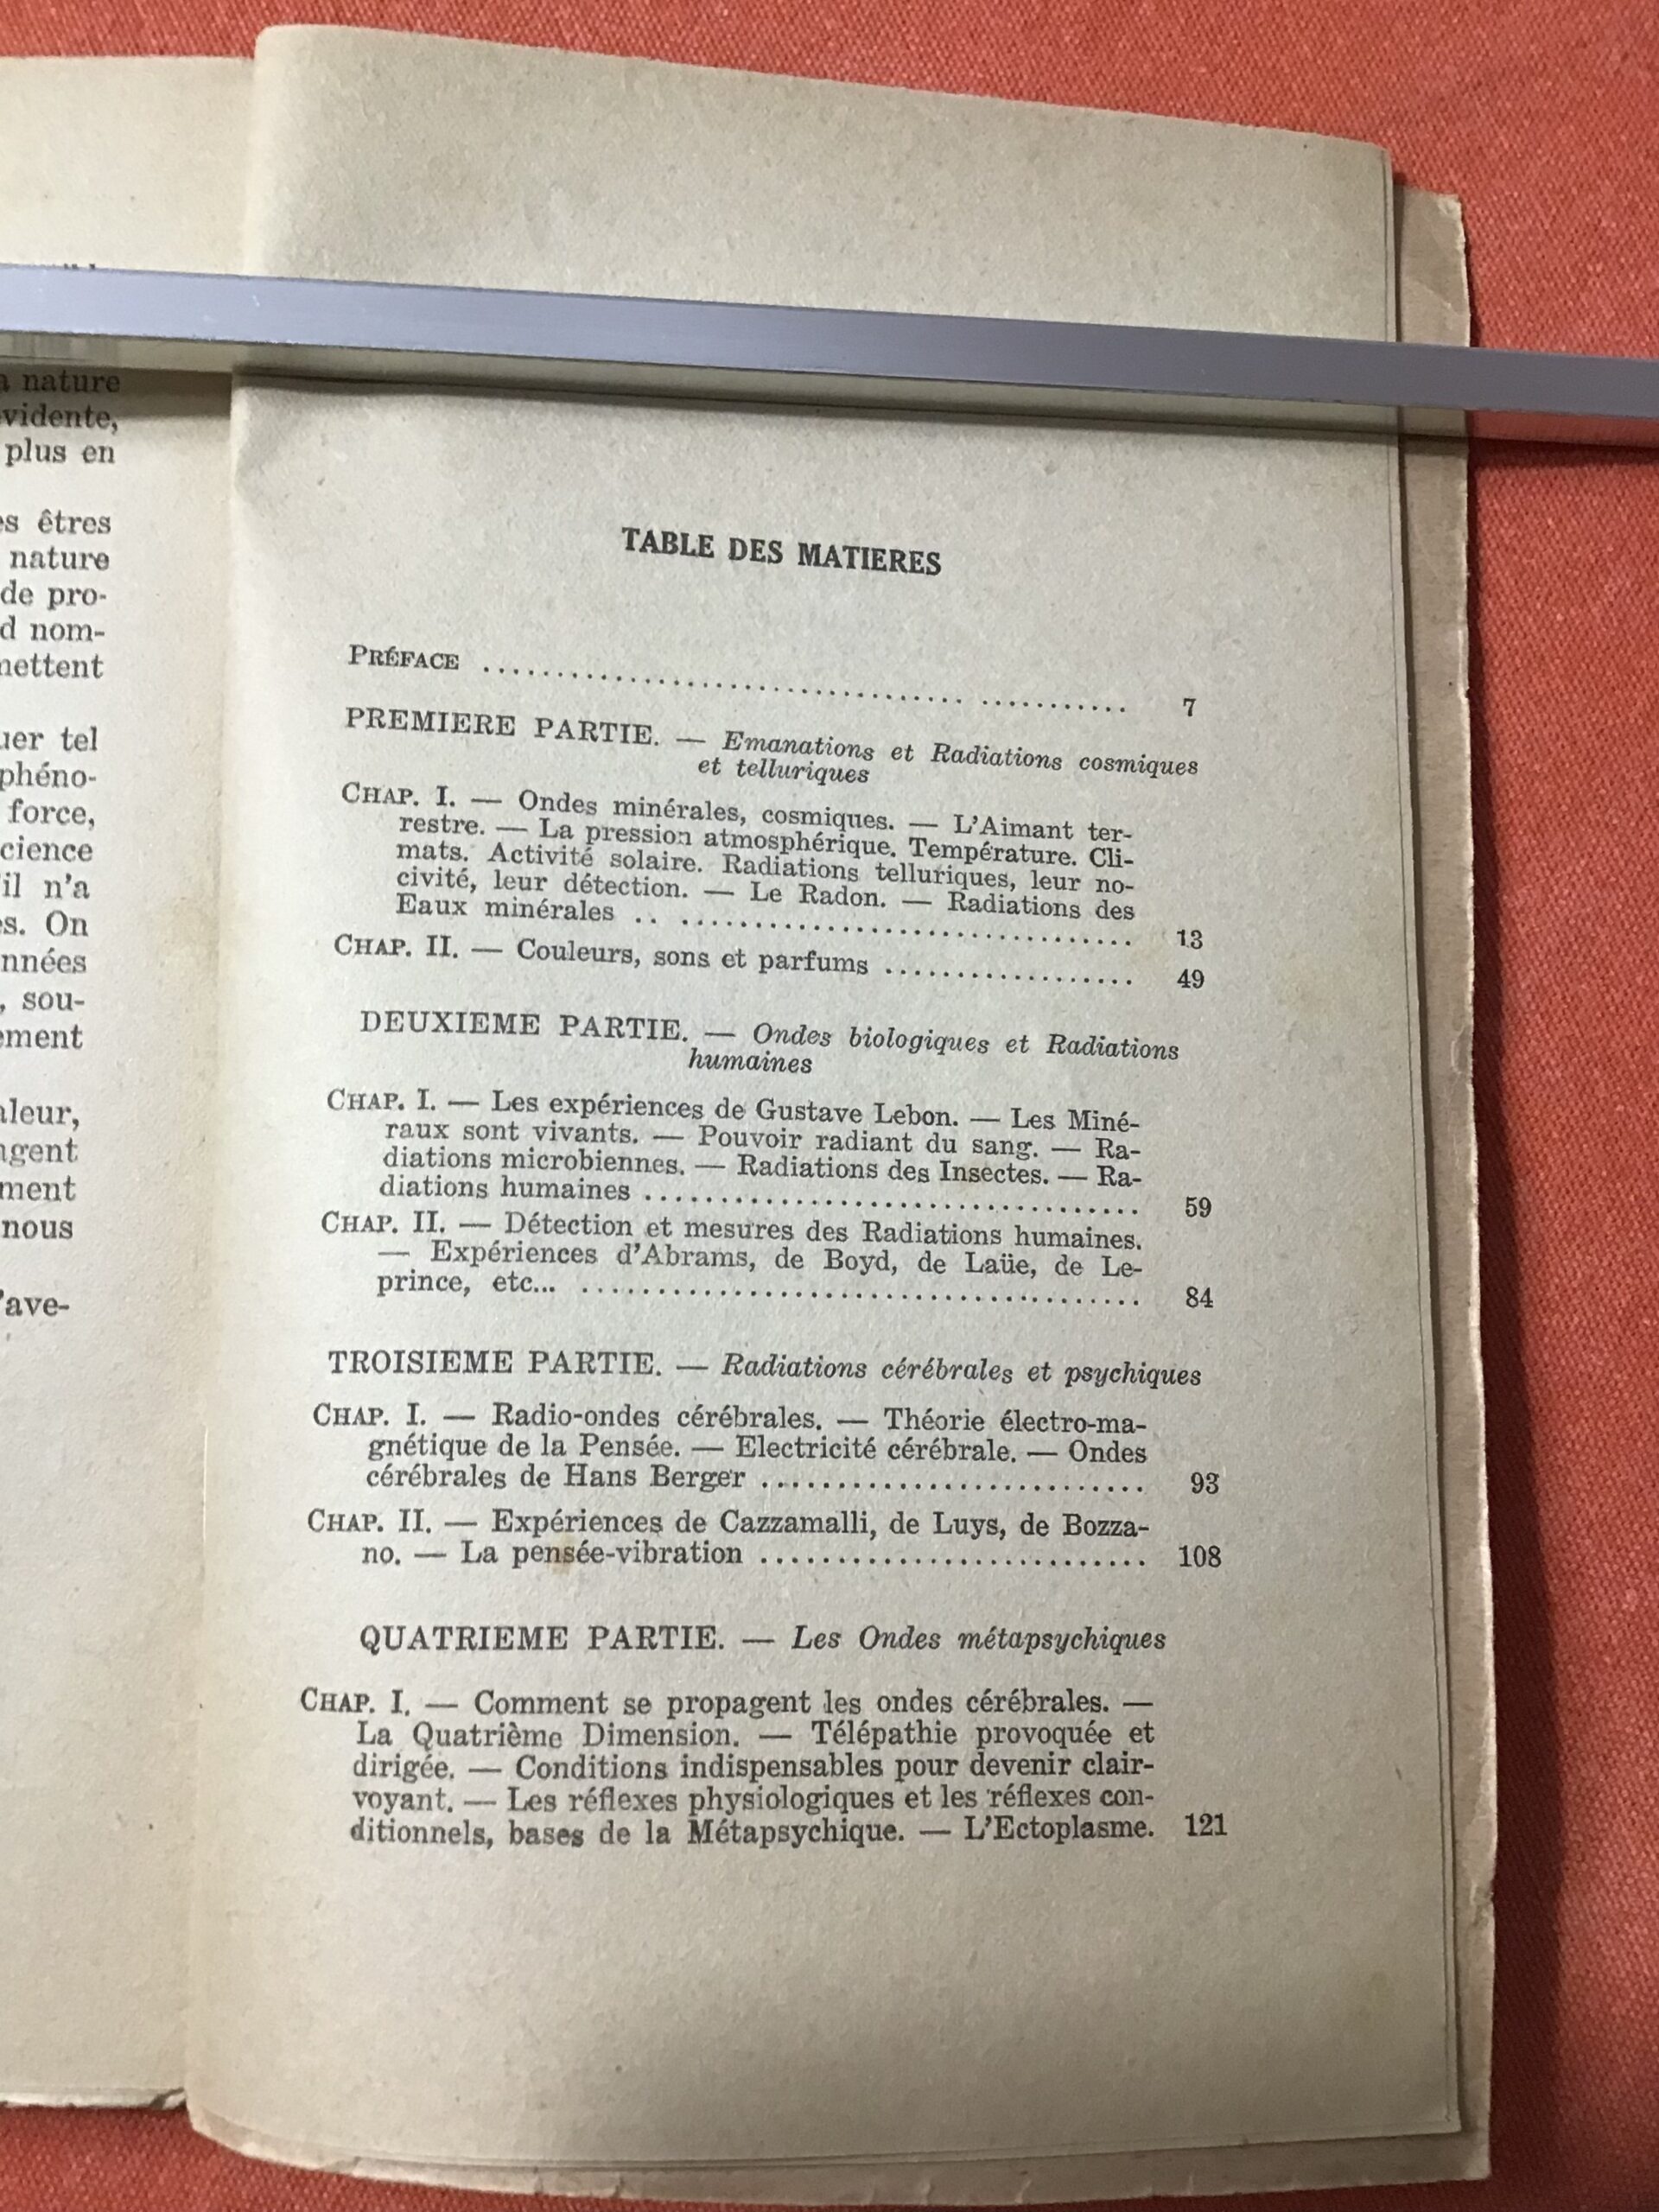 a nature
vidente,
plus en
es êtres
nature
de pro-
d nom-
mettent
uer tel
phéno-
force,
cience
'il n'a
es. On
nnées
, sou-
ement
aleur,
ngent
ment
nous
'ave-
TABLE DES MATIERES
PRÉFACE ........................................... 7
PREMIERE PARTIE. — Emanations et Radiations cosmiques
et telluriques
CHAP. I. — Ondes minérales, cosmiques. — L'Aimant ter-
restre. — La pression atmosphérique. Température. Cli-
mats. Activité solaire. Radiations telluriques, leur no-
civité, leur détection. — Le Radon. — Radiations des
Eaux minérales .. .............................. 13
CHAP. II. — Couleurs, sons et parfums ................. 49
DEUXIEME PARTIE. — Ondes biologiques et Radiations
humaines
CHAP. I. — Les expériences de Gustave Lebon. — Les Miné-
raux sont vivants. — Pouvoir radiant du sang. — Ra-
diations microbiennes. — Radiations des Insectes. — Ra-
diations humaines ................................. 59
CHAP. II. — Détection et mesures des Radiations humaines.
— Expériences d'Abrams, de Boyd, de Laüe, de Le-
prince, etc... ..................................... 84
TROISIEME PARTIE. — Radiations cérébrales et psychiques
CHAP. I. — Radio-ondes cérébrales. — Théorie électro-ma-
gnétique de la Pensée. — Electricité cérébrale. — Ondes
cérébrales de Hans Berger .......................... 93
CHAP. II. — Expériences de Cazzamalli, de Luys, de Bozza-
no. — La pensée-vibration .......................... 108
QUATRIEME PARTIE. — Les Ondes métapsychiques
CHAP. I. — Comment se propagent les ondes cérébrales. —
La Quatrième Dimension. — Télépathie provoquée et
dirigée. — Conditions indispensables pour devenir clair-
voyant. — Les réflexes physiologiques et les réflexes con-
ditionnels, bases de la Métapsychique. — L'Ectoplasme. 121